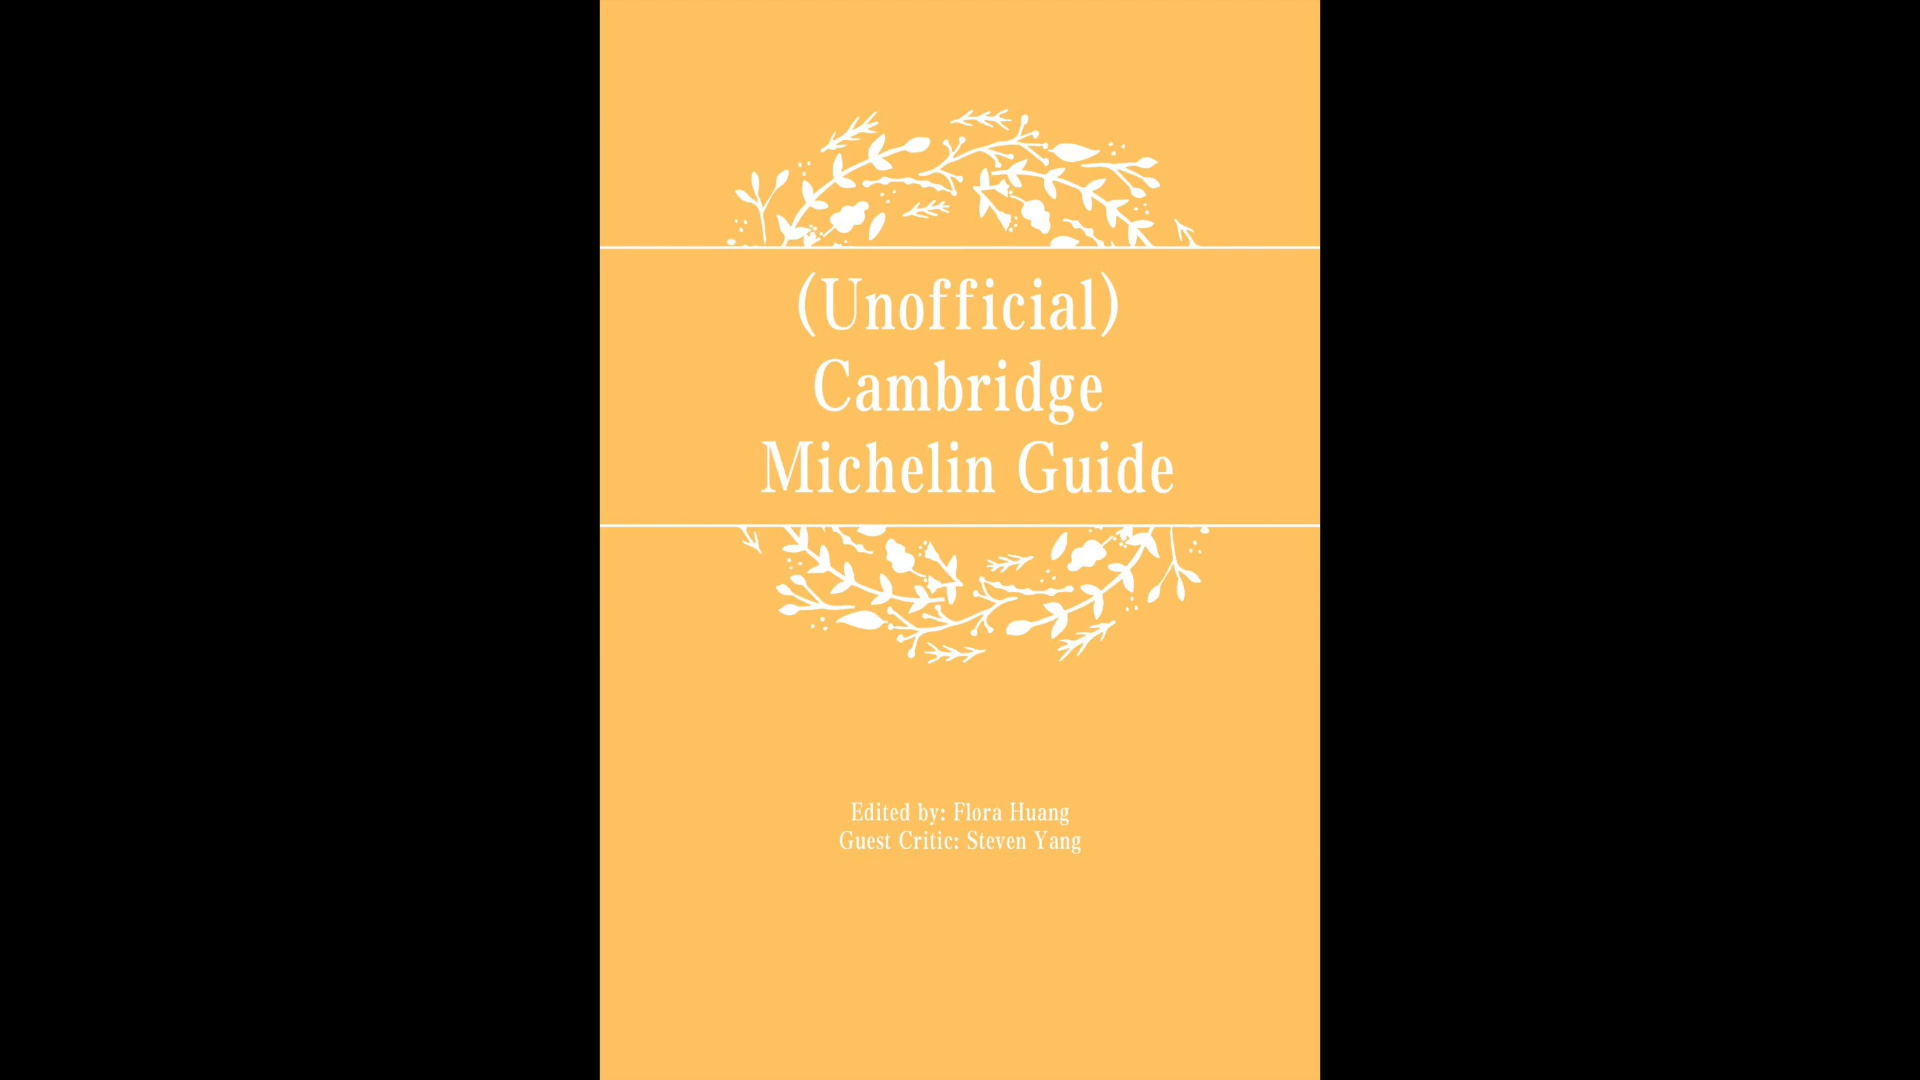 (Unofficial)
Cambridge
Michelin Guide
Edited by: Flora Huang
Guest Critic: Steven Yang